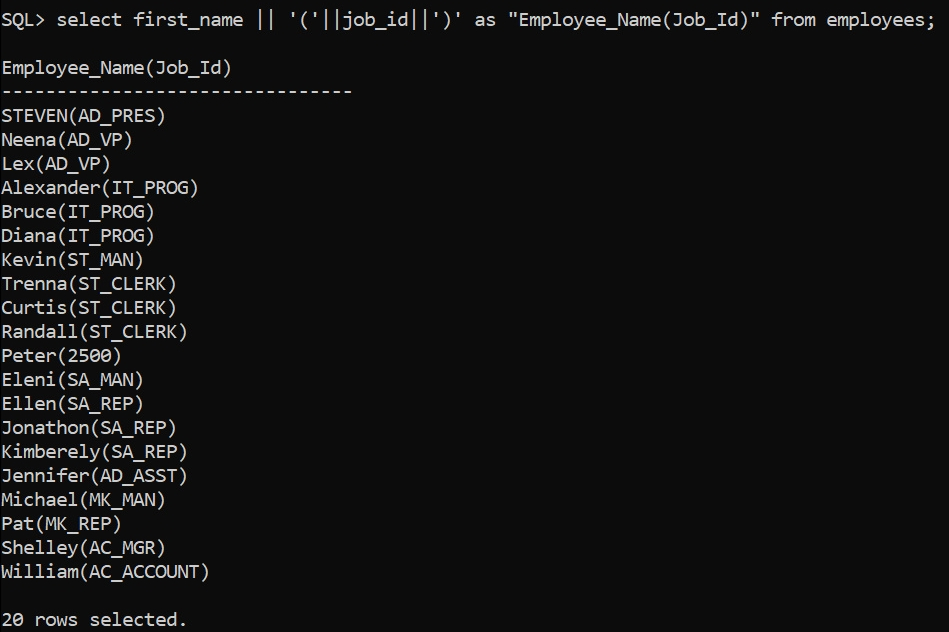 SQL> select first_name || '('||job_id||')' as "Employee_Name(Job_Id)" from employees;
Employee_Name(Job_Id)
--------------------------------
STEVEN(AD_PRES)
Neena(AD_VP)
Lex(AD_VP)
Alexander(IT_PROG)
Bruce(IT_PROG)
Diana(IT_PROG)
Kevin(ST_MAN)
Trenna(ST_CLERK)
Curtis(ST_CLERK)
Randall(ST_CLERK)
Peter(2500)
Eleni(SA_MAN)
Ellen(SA_REP)
Jonathon(SA_REP)
Kimberely(SA_REP)
Jennifer(AD_ASST)
Michael(MK_MAN)
Pat(MK_REP)
Shelley(AC_MGR)
William(AC_ACCOUNT)
20 rows selected.